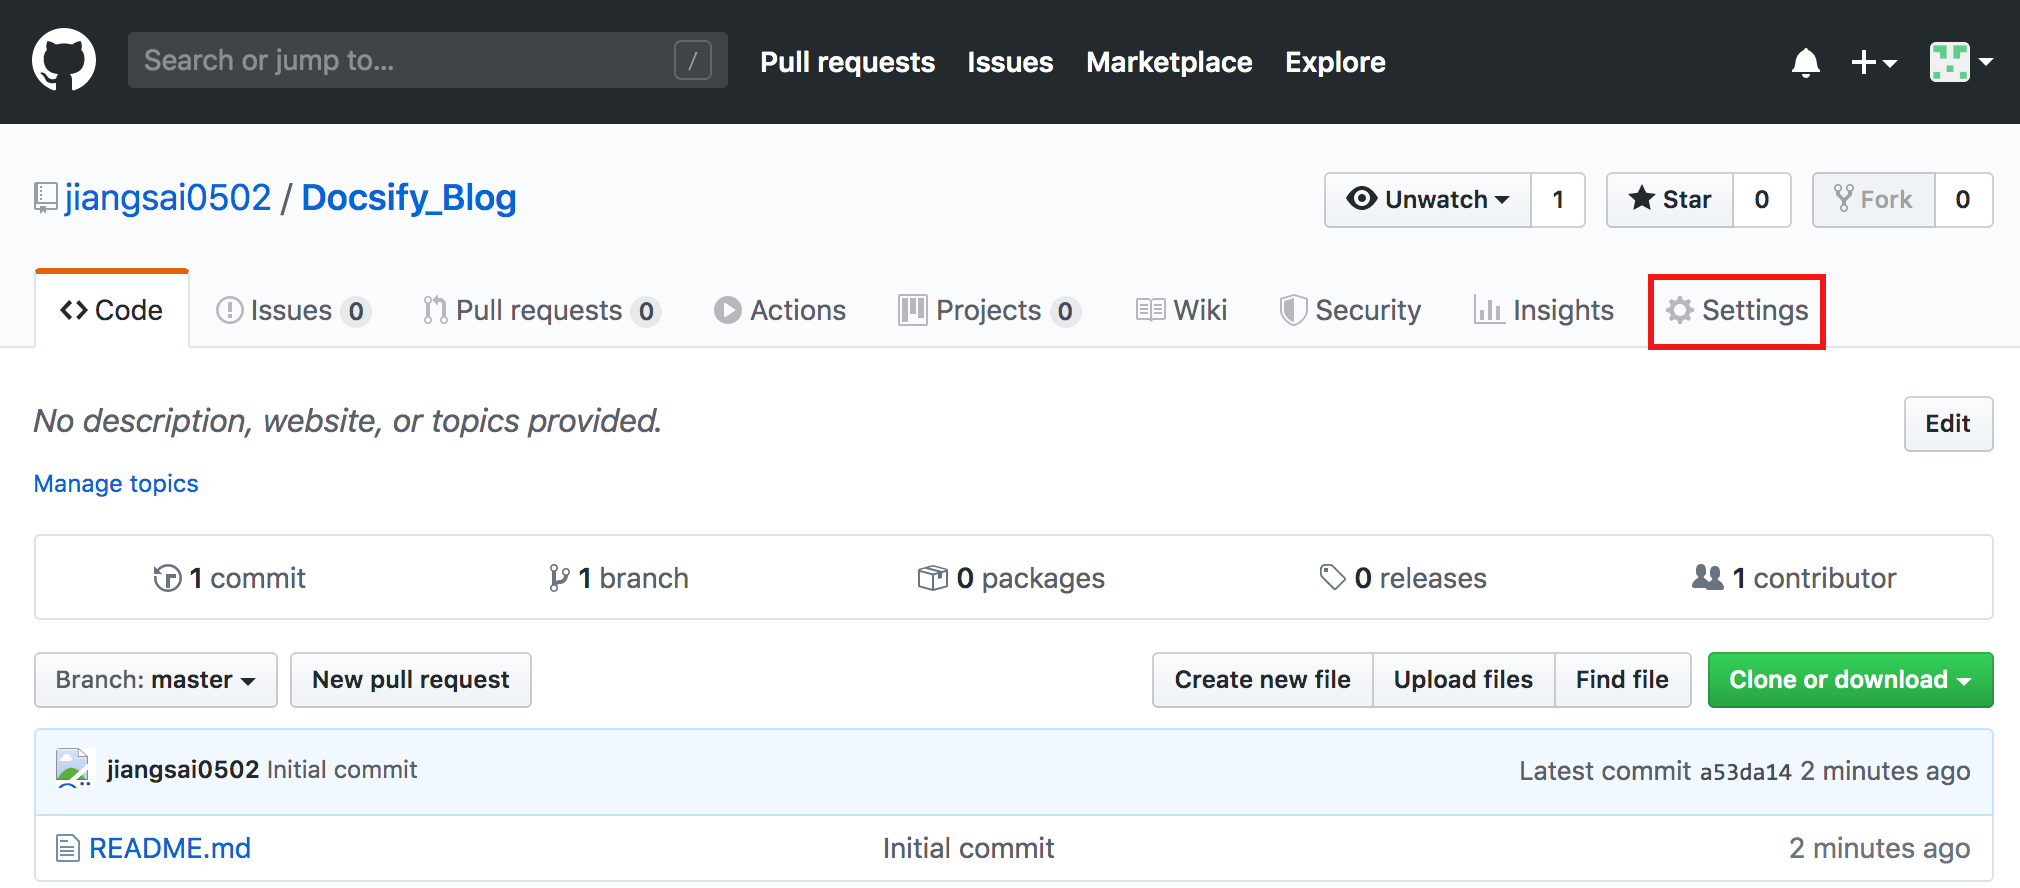 Search or jump to... /
Pull requests Issues Marketplace Explore
jiangsai0502 / Docsify_Blog
Unwatch 1 Star 0 Fork 0
Code Issues 0 Pull requests 0 Actions Projects 0 Wiki Security Insights Settings
No description, website, or topics provided.
Edit
Manage topics
1 commit 1 branch 0 packages 0 releases 1 contributor
Branch: master New pull request Create new file Upload files Find file Clone or download
jiangsai0502 Initial commit Latest commit a53da14 2 minutes ago
README.md Initial commit 2 minutes ago